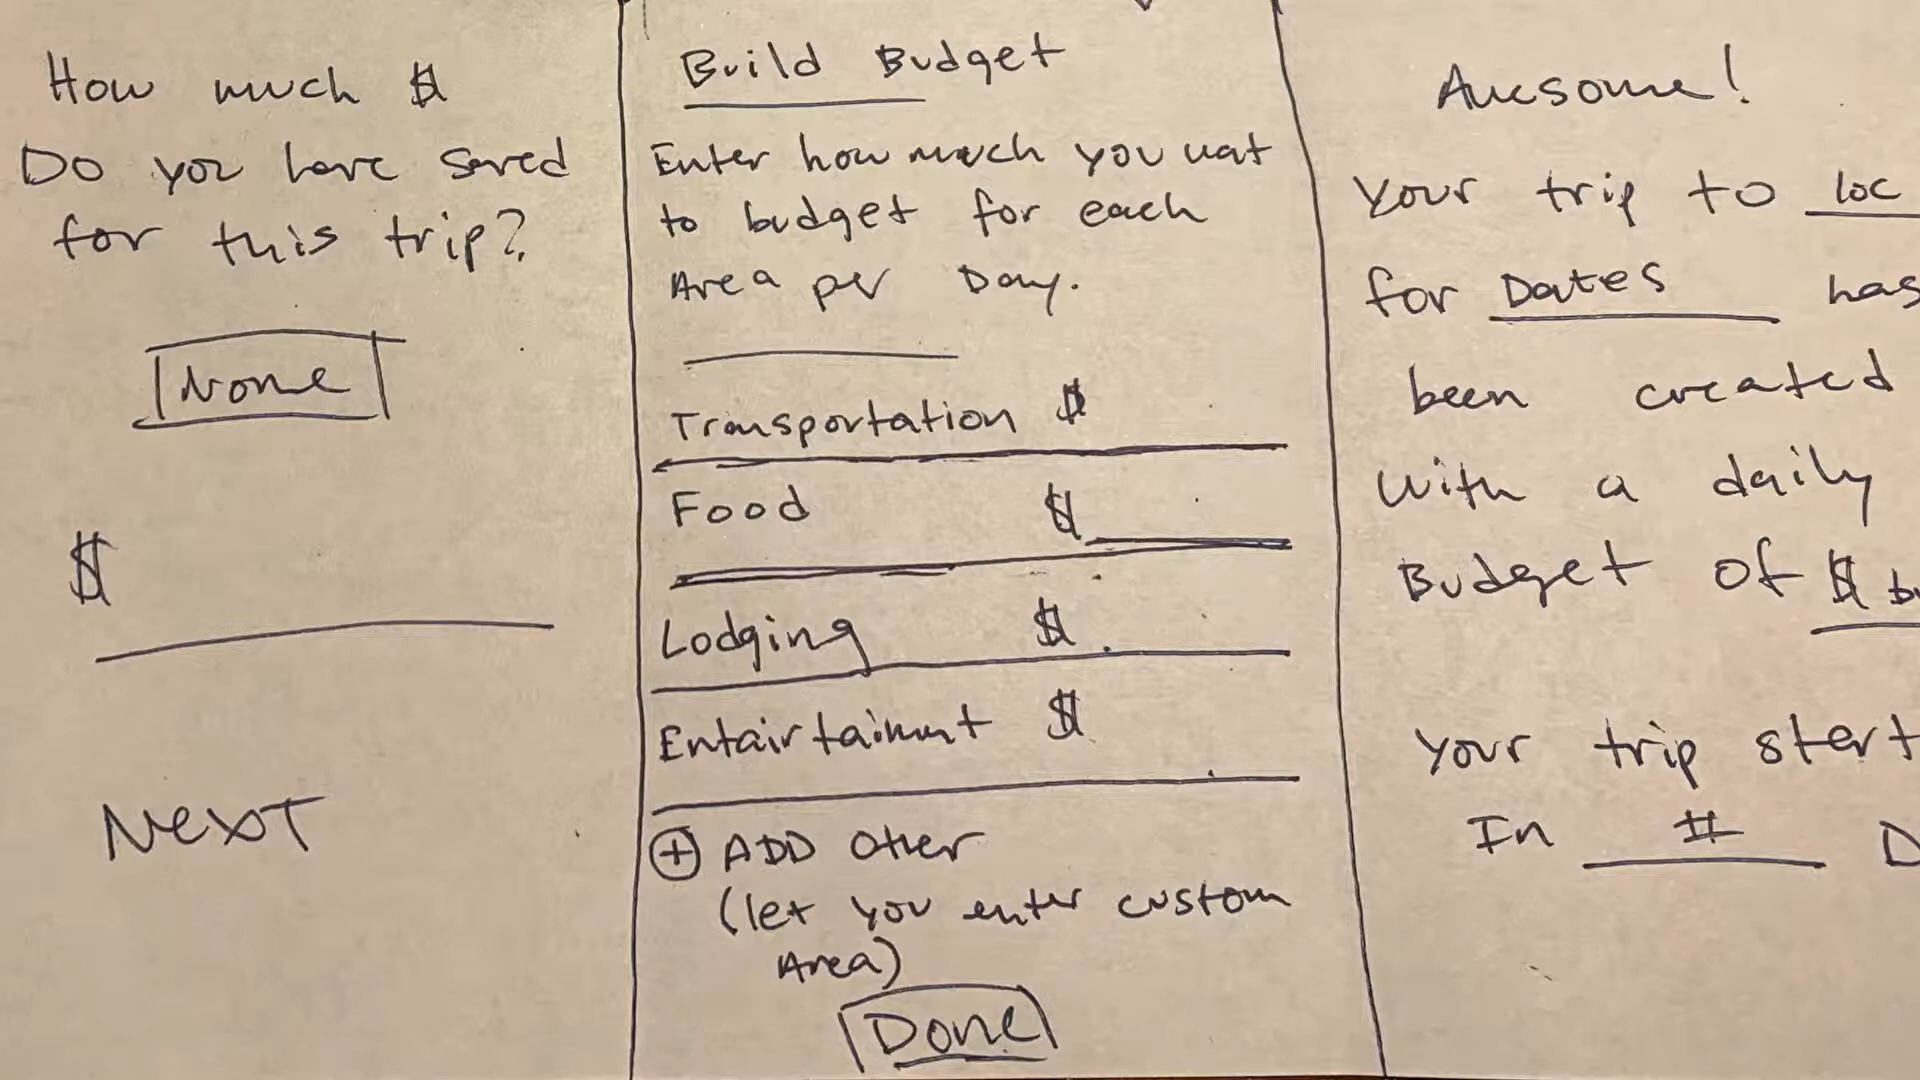 How much $
Do you have saved
for this trip?
None
$
NEXT
Build Budget
Enter how much you wat
to budget for each
Area per Day.
Transportation $
Food $
Lodging $
Entairtainment $
+ ADD Other
(let you enter custom
Area)
Done
Awesome!
Your trip to loc
for Dates has
been created
With a daily
Budget of $
Your trip start
In #